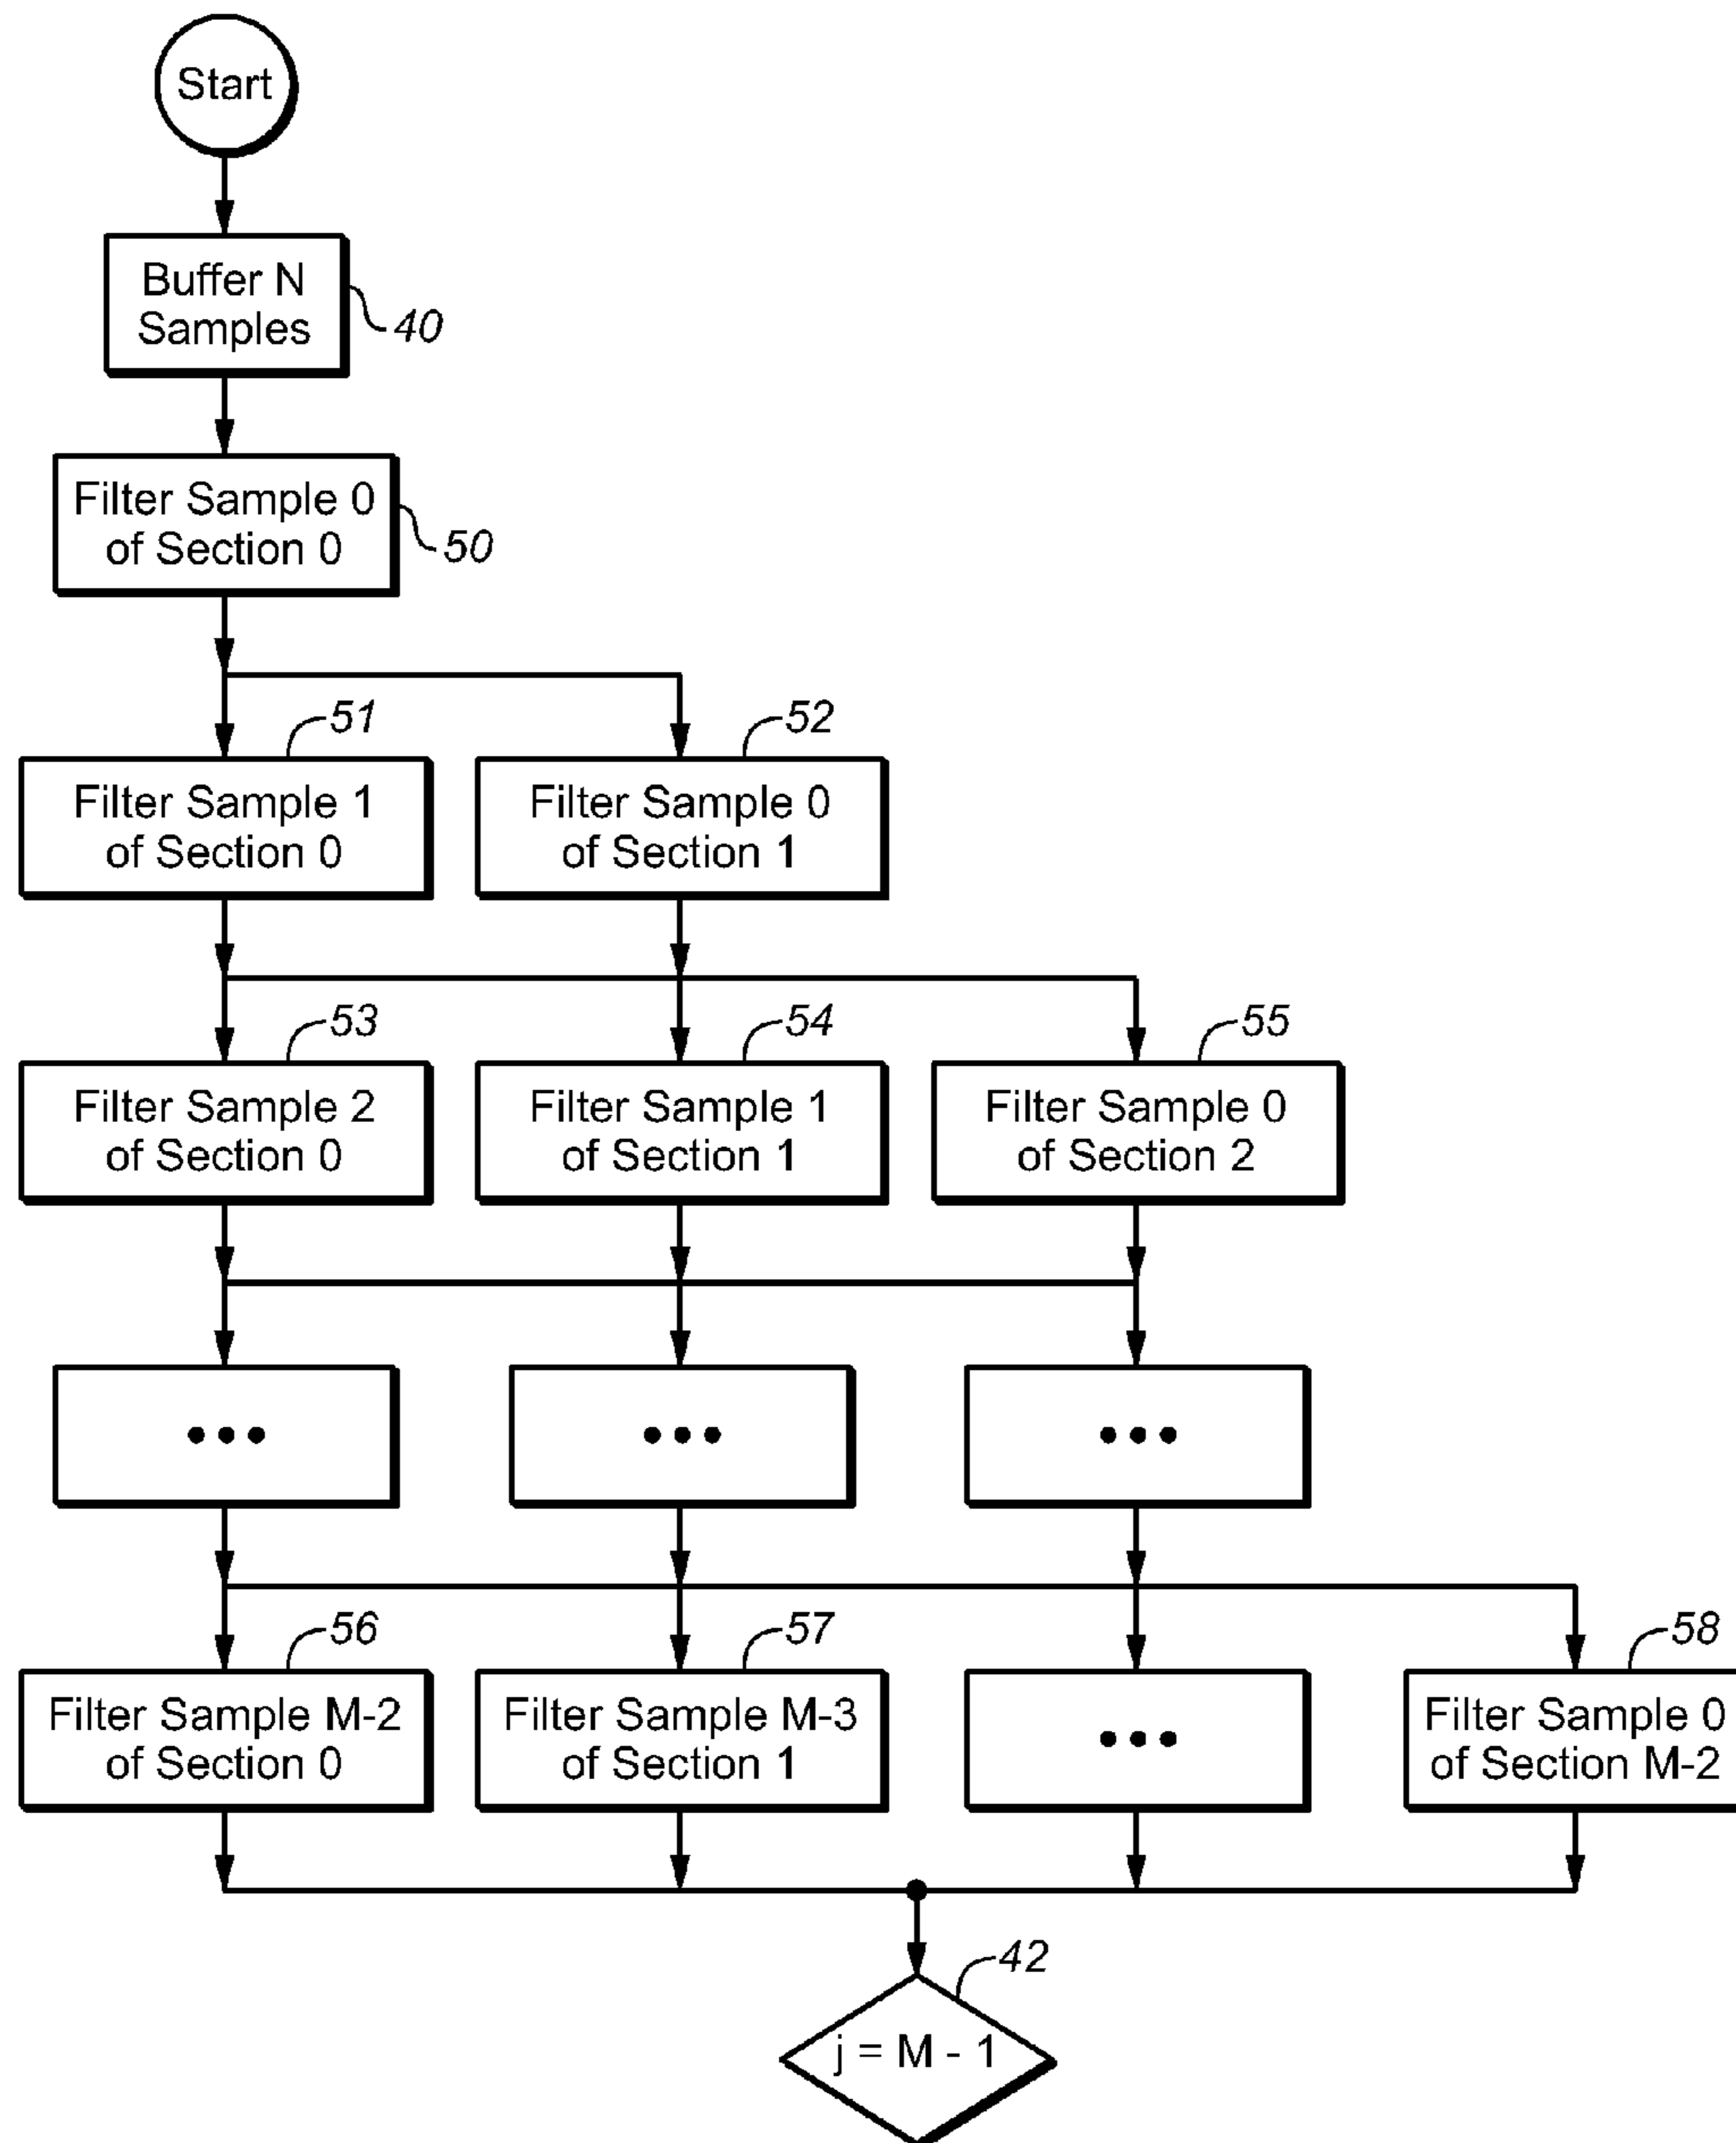 Start
Buffer N
Samples
40
Filter Sample 0
of Section 0
50
51
52
Filter Sample 1
of Section 0
Filter Sample 0
of Section 1
53
54
55
Filter Sample 2
of Section 0
Filter Sample 1
of Section 1
Filter Sample 0
of Section 2
•••
•••
•••
56
57
58
Filter Sample M-2
of Section 0
Filter Sample M-3
of Section 1
•••
Filter Sample 0
of Section M-2
42
j = M - 1